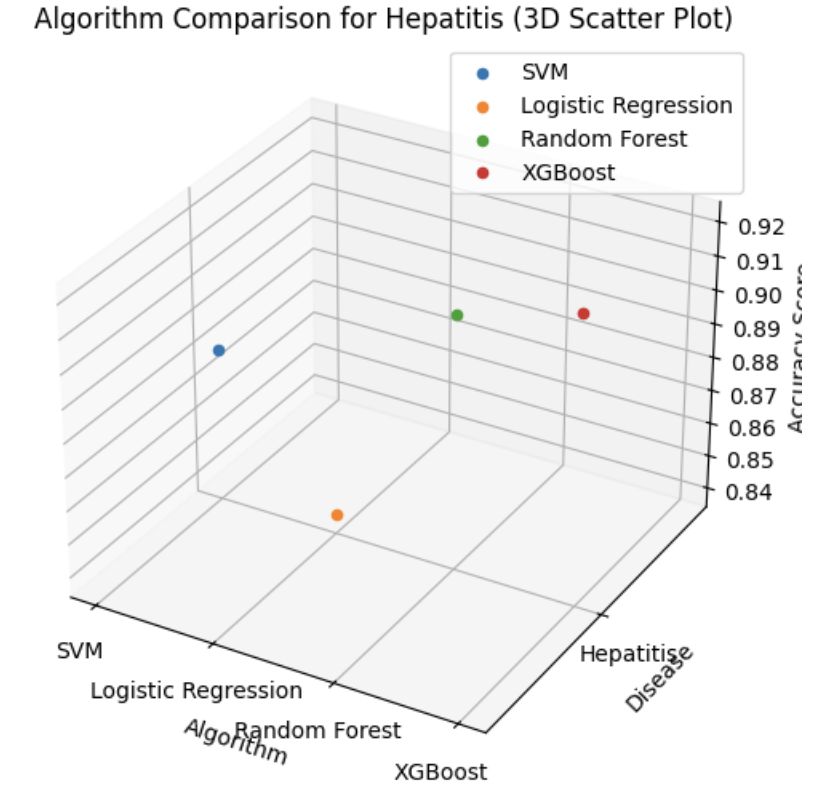 Algorithm Comparison for Hepatitis (3D Scatter Plot)
SVM
Logistic Regression
Random Forest
XGBoost
0.92
0.91
0.90
0.89
0.88
0.87
0.86
0.85
0.84
Accuracy Score
Hepatitis
Disease
SVM
Logistic Regression
Random Forest
XGBoost
Algorithm